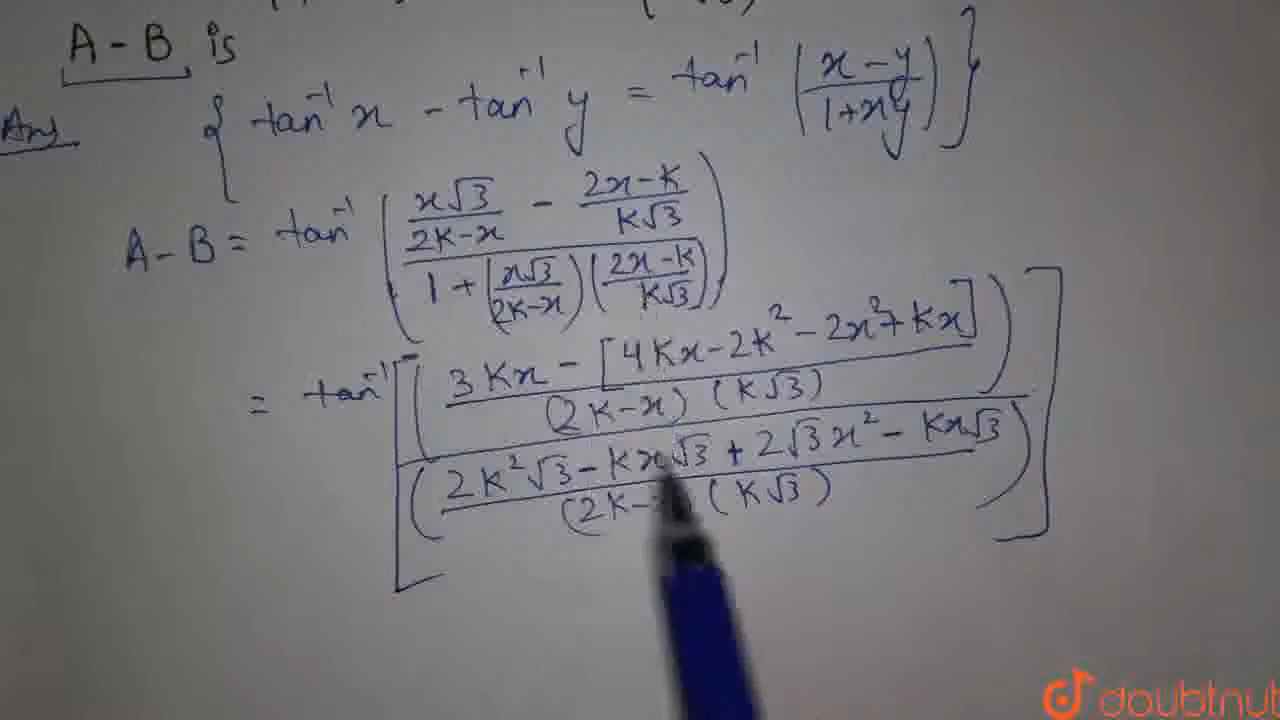 A - B is
Ans { tan⁻¹ x - tan⁻¹ y = tan⁻¹ ( (x - y)/(1 + xy) ) }
A - B = tan⁻¹ ( ( x√3/(2K - x) - (2x - K)/(K√3) ) / ( 1 + ( x√3/(2K - x) ) ( (2x - K)/(K√3) ) ) )
= tan⁻¹ [ ( (3Kx - [4Kx - 2K² - 2x² + Kx]) / ((2K - x) (K√3)) ) / ( (2K²√3 - Kx√3 + 2√3x² - Kx√3) / ((2K - x) (K√3)) ) ]
doubtnut